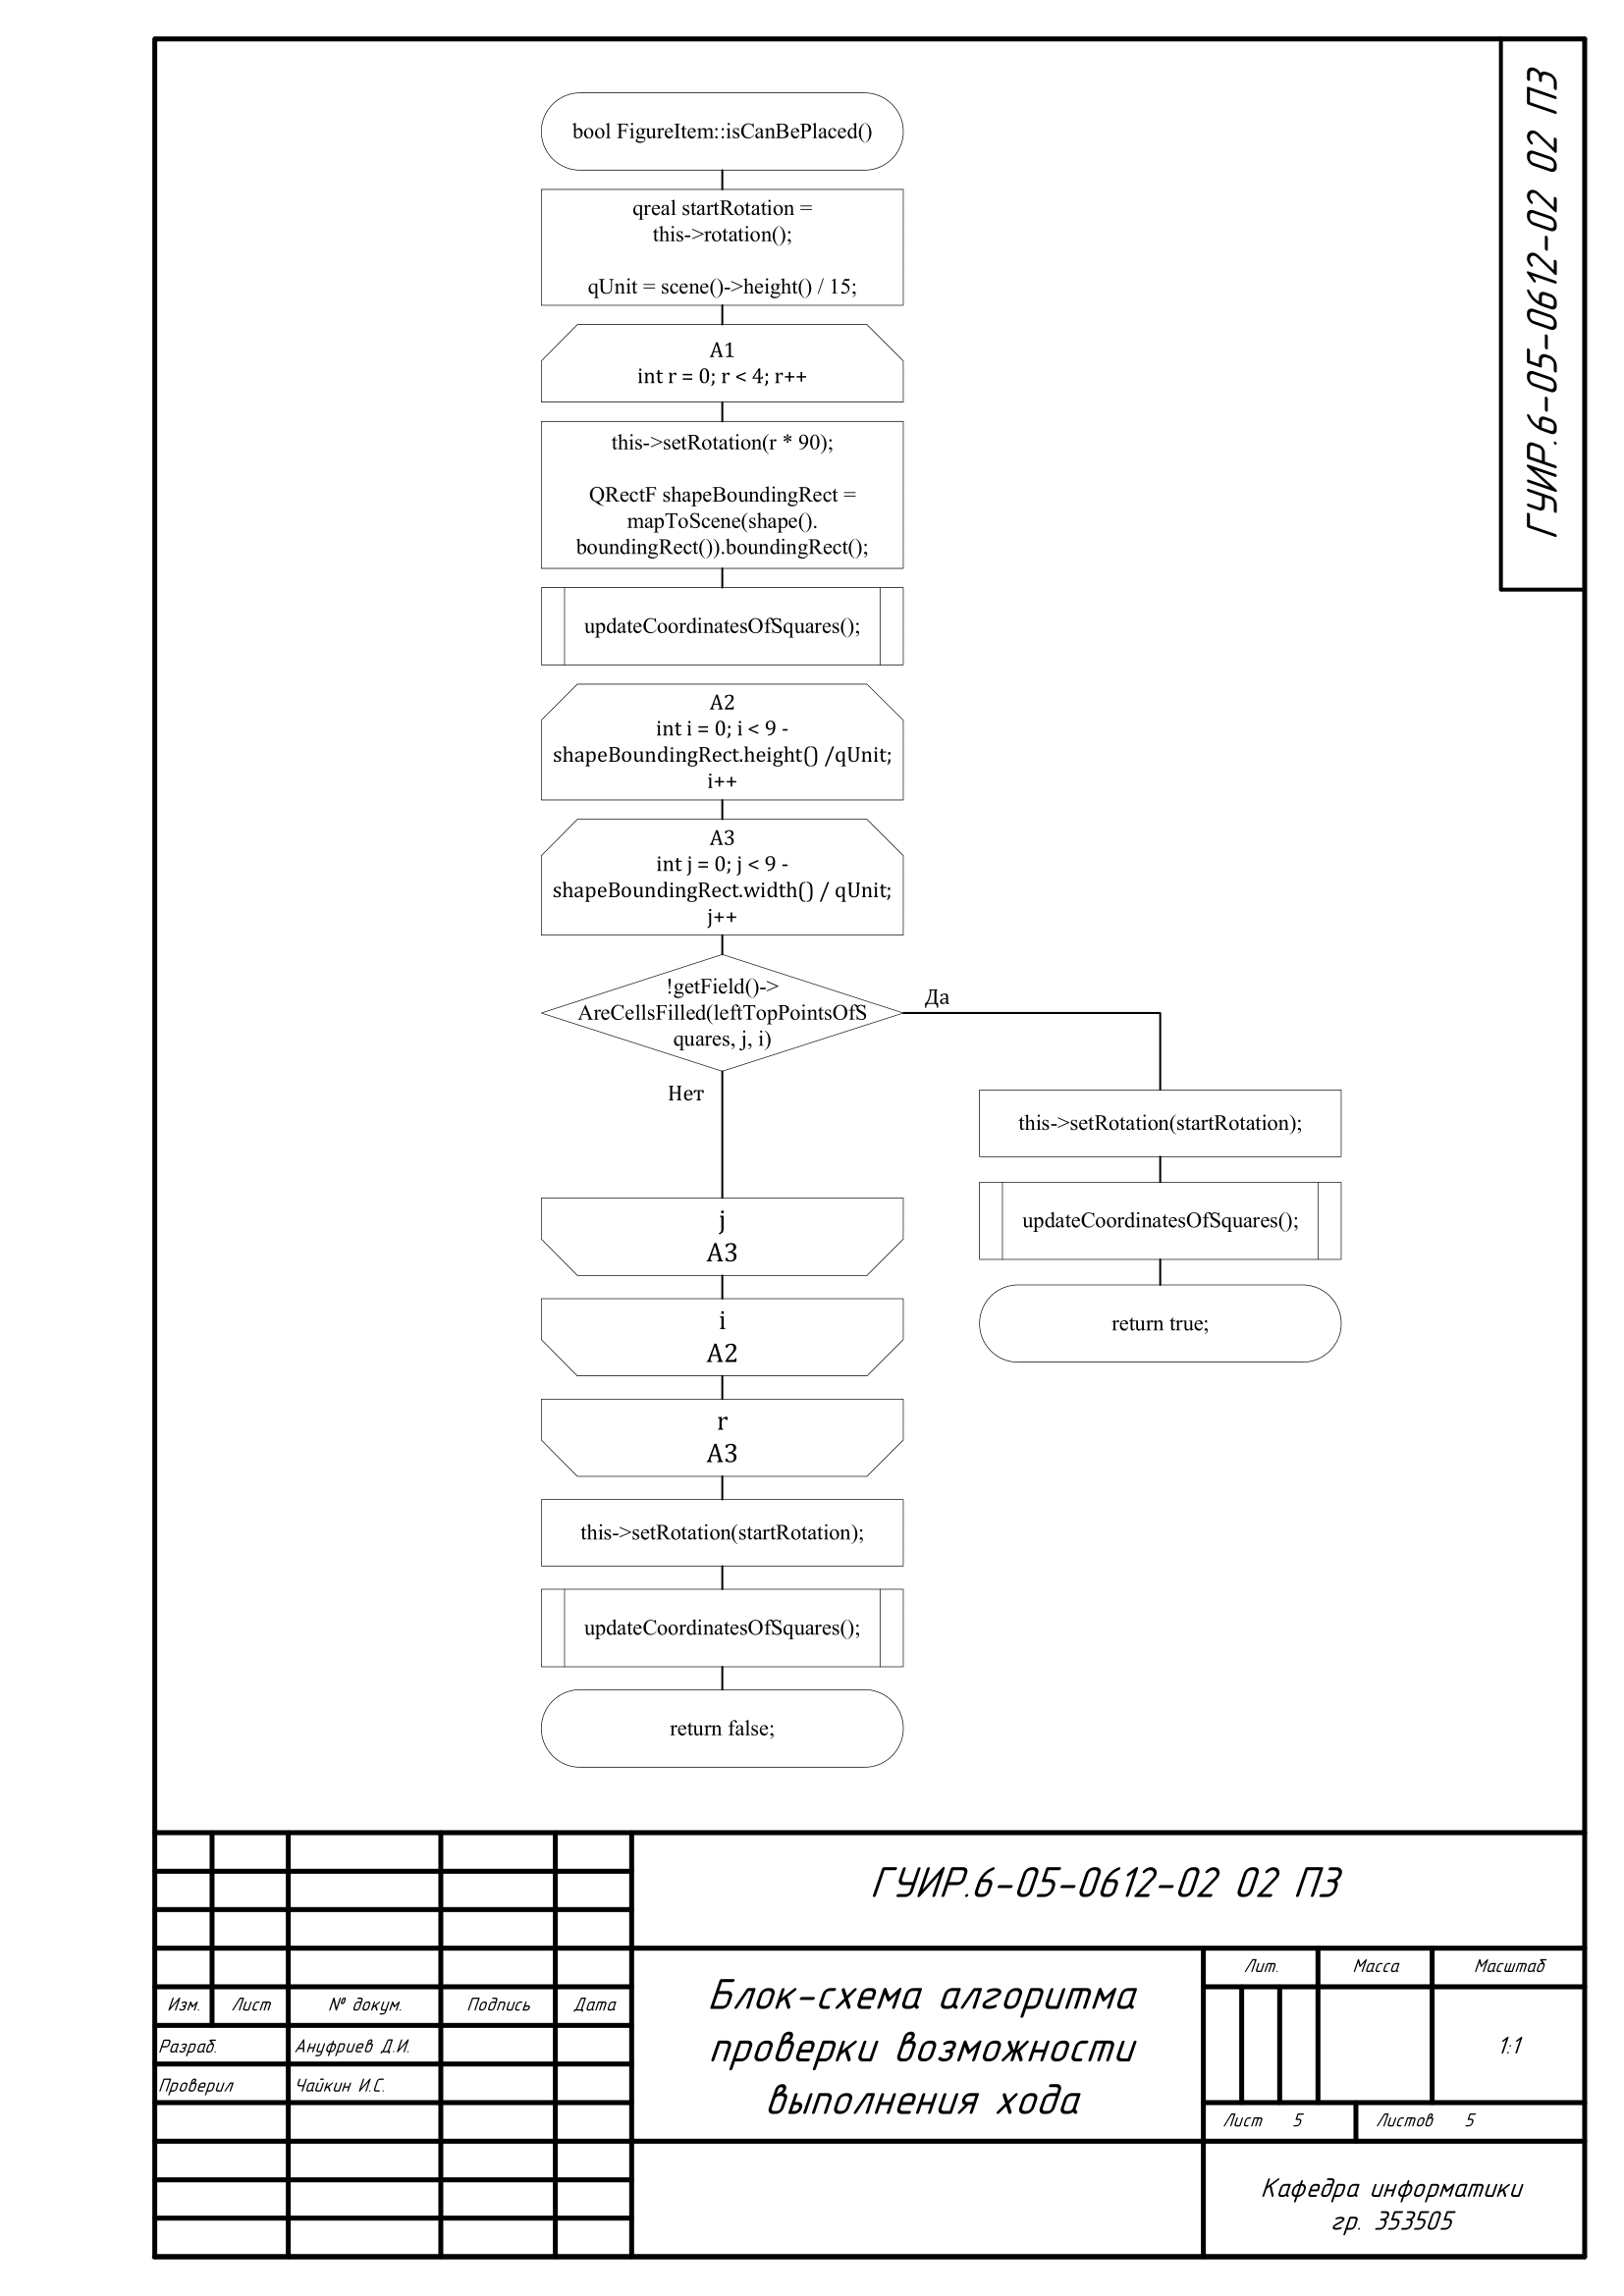 ГУИР.6-05-0612-02 02 ПЗ
bool FigureItem::isCanBePlaced()
qreal startRotation =
this->rotation();
qUnit = scene()->height() / 15;
A1
int r = 0; r < 4; r++
this->setRotation(r * 90);
QRectF shapeBoundingRect =
mapToScene(shape().
boundingRect()).boundingRect();
updateCoordinatesOfSquares();
A2
int i = 0; i < 9 -
shapeBoundingRect.height() /qUnit;
i++
A3
int j = 0; j < 9 -
shapeBoundingRect.width() / qUnit;
j++
!getField()->
AreCellsFilled(leftTopPointsOfS
quares, j, i)
Да
Нет
this->setRotation(startRotation);
updateCoordinatesOfSquares();
return true;
j
A3
i
A2
r
A3
this->setRotation(startRotation);
updateCoordinatesOfSquares();
return false;
ГУИР.6-05-0612-02 02 ПЗ
Блок-схема алгоритма
проверки возможности
выполнения хода
Лит. Масса Масштаб
1:1
Лист 5 Листов 5
Кафедра информатики
гр. 353505
Изм. Лист № докум. Подпись Дата
Разраб. Ануфриев Д.И.
Проверил Чайкин И.С.